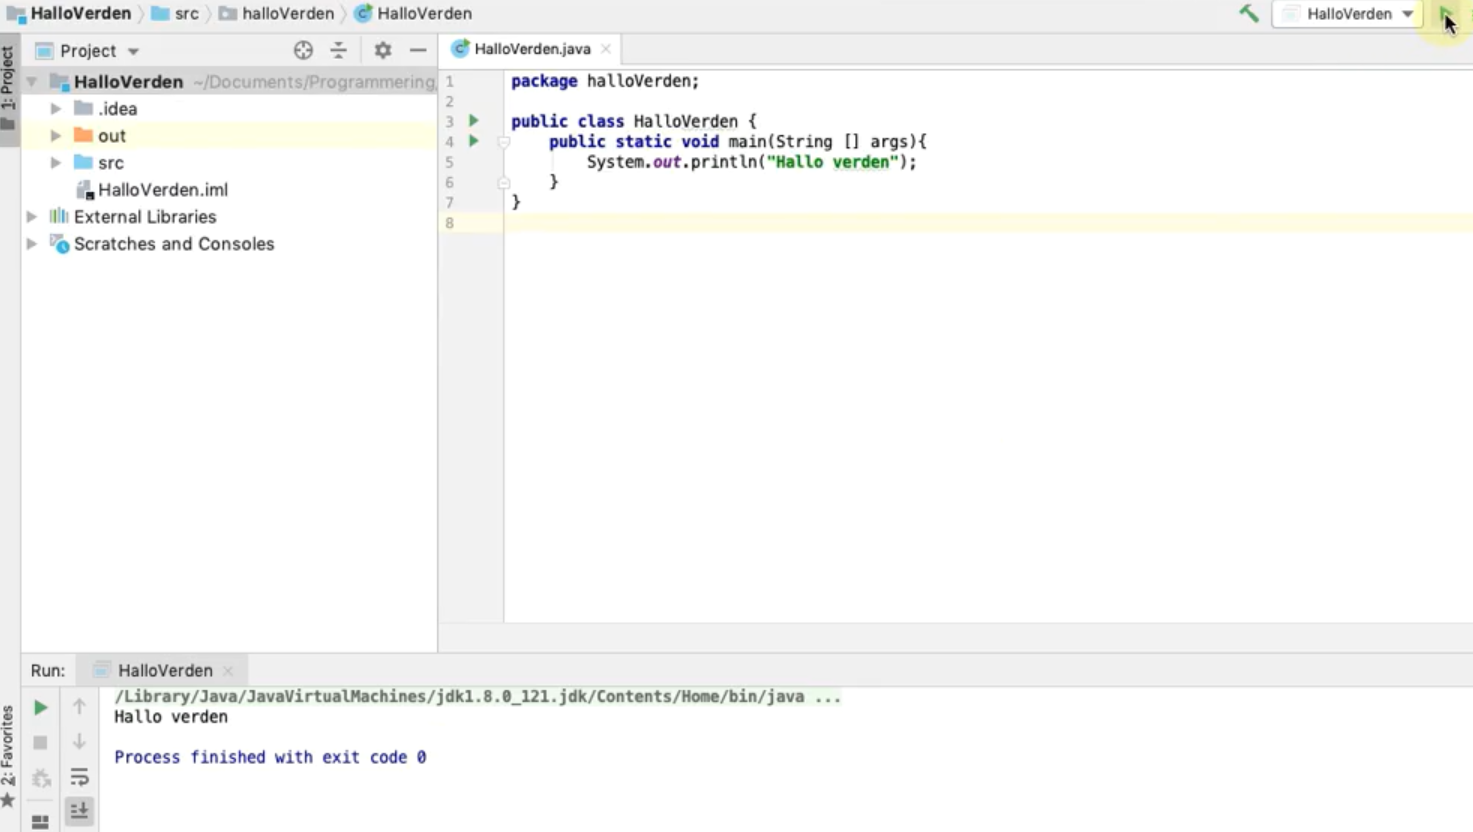 HalloVerden src halloVerden HalloVerden HalloVerden
1: Project
Project
HalloVerden.java
HalloVerden ~/Documents/Programmering
.idea
out
src
HalloVerden.iml
External Libraries
Scratches and Consoles
1 package halloVerden;
2
3 public class HalloVerden {
4 public static void main(String [] args){
5 System.out.println("Hallo verden");
6 }
7 }
8
Run: HalloVerden
2: Favorites
/Library/Java/JavaVirtualMachines/jdk1.8.0_121.jdk/Contents/Home/bin/java ...
Hallo verden
Process finished with exit code 0